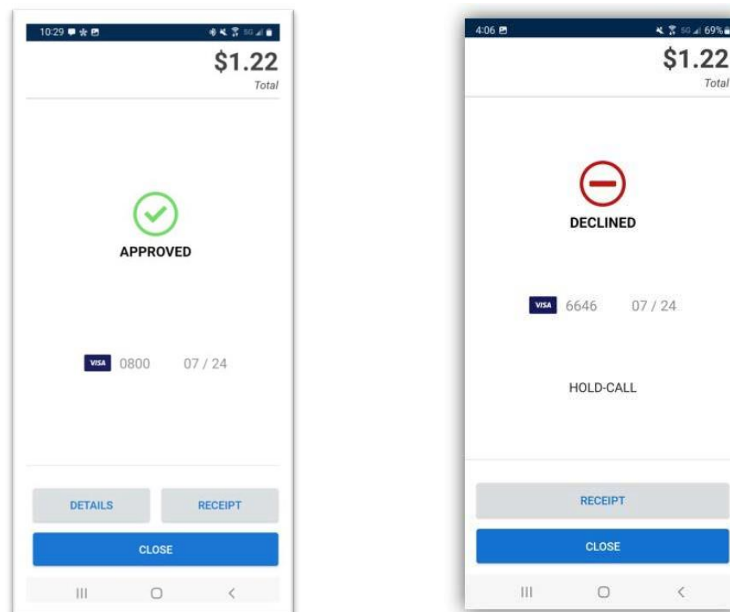 10:29
$1.22
Total
APPROVED
VISA 0800 07 / 24
DETAILS RECEIPT
CLOSE
4:06 5G 69%
$1.22
Total
DECLINED
VISA 6646 07 / 24
HOLD-CALL
RECEIPT
CLOSE